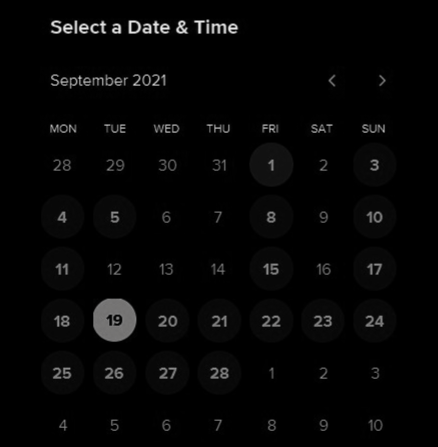 Select a Date & Time
September 2021 < >
MON TUE WED THU FRI SAT SUN
28 29 30 31 1 2 3
4 5 6 7 8 9 10
11 12 13 14 15 16 17
18 19 20 21 22 23 24
25 26 27 28 1 2 3
4 5 6 7 8 9 10